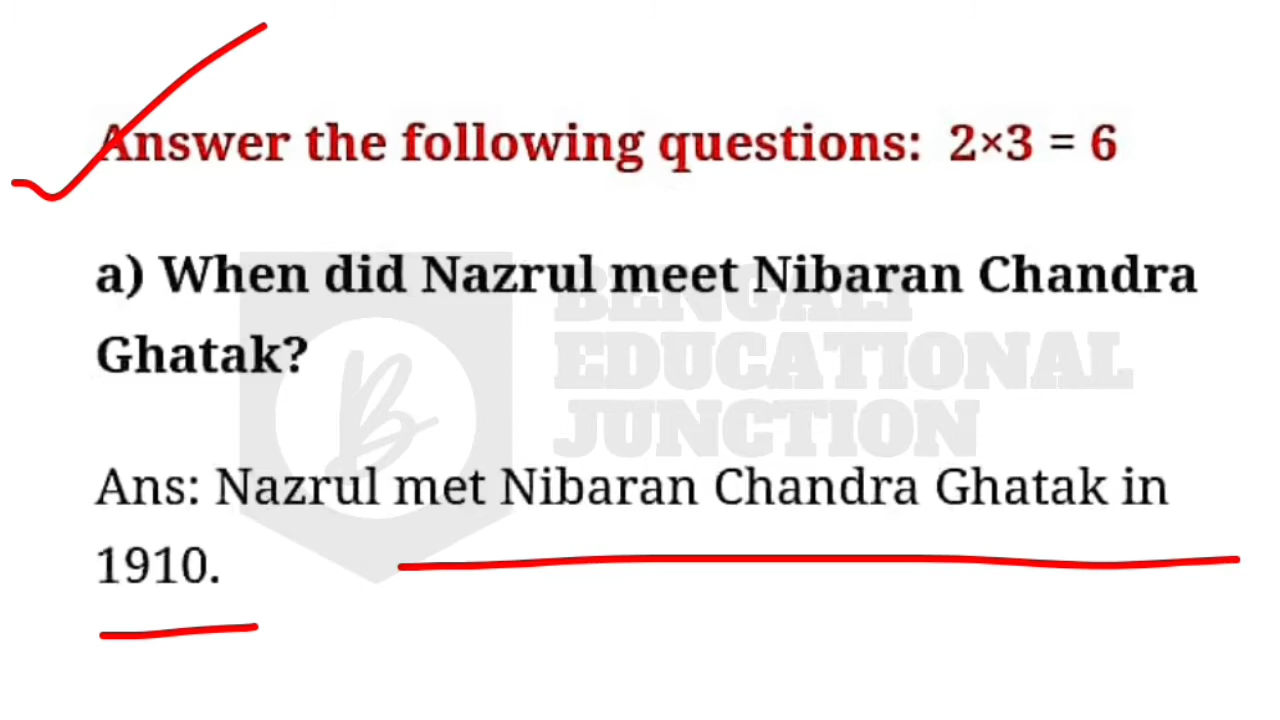 Answer the following questions: 2×3 = 6
a) When did Nazrul meet Nibaran Chandra
Ghatak?
BENGALI
EDUCATIONAL
JUNCTION
B
Ans: Nazrul met Nibaran Chandra Ghatak in
1910.